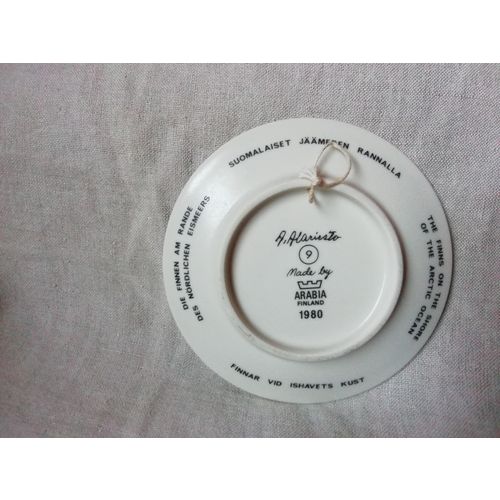 SUOMALAISET JÄÄMEREN RANNALLA
THE FINNS ON THE SHORE
OF THE ARCTIC OCEAN
FINNAR VID ISHAVETS KUST
DIE FINNEN AM RANDE
DES NÖRDLICHEN EISMEERS
A. Alariesto
9
Made by
ARABIA
FINLAND
1980